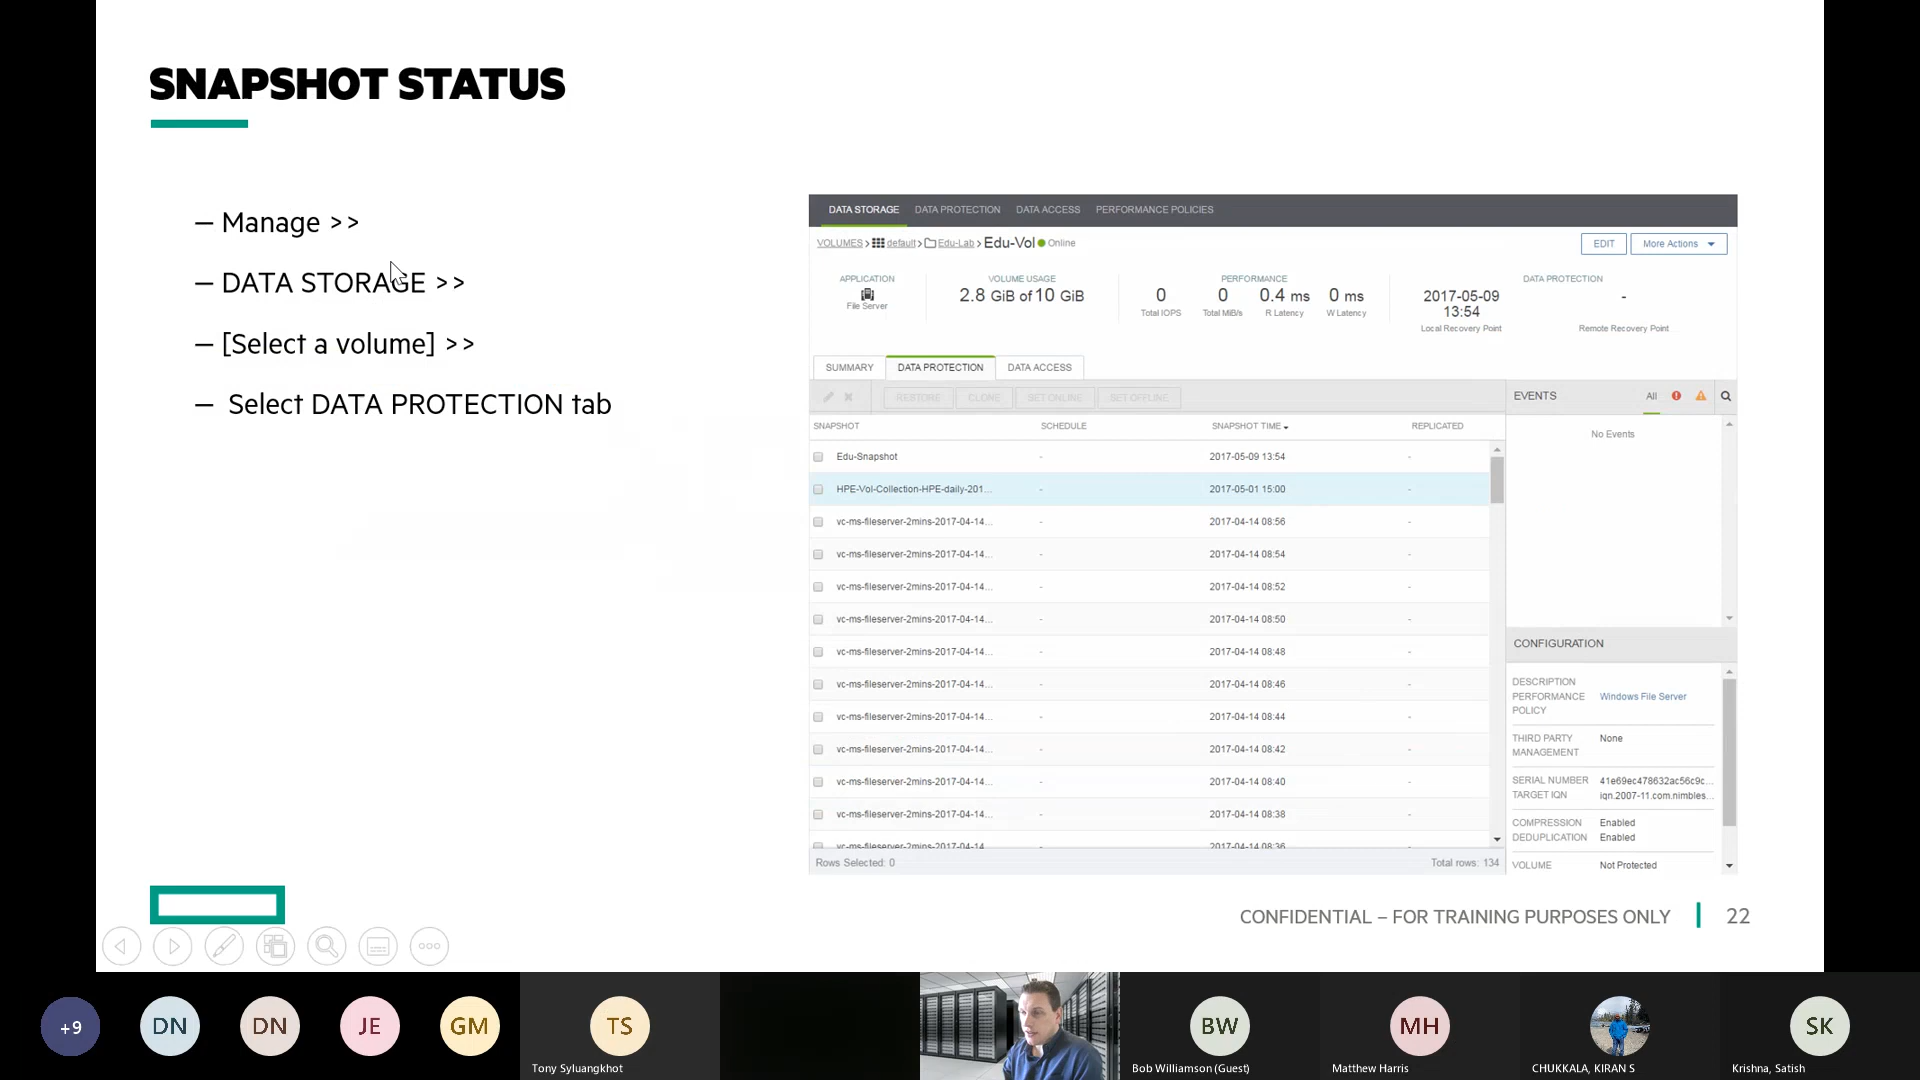 SNAPSHOT STATUS
– Manage >>
– DATA STORAGE >>
– [Select a volume] >>
– Select DATA PROTECTION tab
DATA STORAGE DATA PROTECTION DATA ACCESS PERFORMANCE POLICIES
VOLUMES > default > Edu-Lab > Edu-Vol Online
EDIT More Actions
APPLICATION VOLUME USAGE PERFORMANCE DATA PROTECTION
File Server
2.8 GiB of 10 GiB
0 0 0.4 ms 0 ms
Total IOPS Total MiB/s R Latency W Latency
2017-05-09
13:54
-
Local Recovery Point Remote Recovery Point
SUMMARY DATA PROTECTION DATA ACCESS
RESTORE CLONE SET ONLINE SET OFFLINE
SNAPSHOT SCHEDULE SNAPSHOT TIME REPLICATED
Edu-Snapshot - 2017-05-09 13:54 -
HPE-Vol-Collection-HPE-daily-201... - 2017-05-01 15:00 -
vc-ms-fileserver-2mins-2017-04-14... - 2017-04-14 08:56 -
vc-ms-fileserver-2mins-2017-04-14... - 2017-04-14 08:54 -
vc-ms-fileserver-2mins-2017-04-14... - 2017-04-14 08:52 -
vc-ms-fileserver-2mins-2017-04-14... - 2017-04-14 08:50 -
vc-ms-fileserver-2mins-2017-04-14... - 2017-04-14 08:48 -
vc-ms-fileserver-2mins-2017-04-14... - 2017-04-14 08:46 -
vc-ms-fileserver-2mins-2017-04-14... - 2017-04-14 08:44 -
vc-ms-fileserver-2mins-2017-04-14... - 2017-04-14 08:42 -
vc-ms-fileserver-2mins-2017-04-14... - 2017-04-14 08:40 -
vc-ms-fileserver-2mins-2017-04-14... - 2017-04-14 08:38 -
vc-ms-fileserver-2mins-2017-04-14 2017-04-14 08:36
Rows Selected: 0 Total rows: 134
EVENTS All
No Events
CONFIGURATION
DESCRIPTION
PERFORMANCE Windows File Server
POLICY
THIRD PARTY None
MANAGEMENT
SERIAL NUMBER 41e69ec478632ac56c9c...
TARGET IQN iqn.2007-11.com.nimbles...
COMPRESSION Enabled
DEDUPLICATION Enabled
VOLUME Not Protected
CONFIDENTIAL – FOR TRAINING PURPOSES ONLY 22
+9 DN DN JE GM TS BW MH SK
Tony Syluangkhot Bob Williamson (Guest) Matthew Harris CHUKKALA, KIRAN S Krishna, Satish